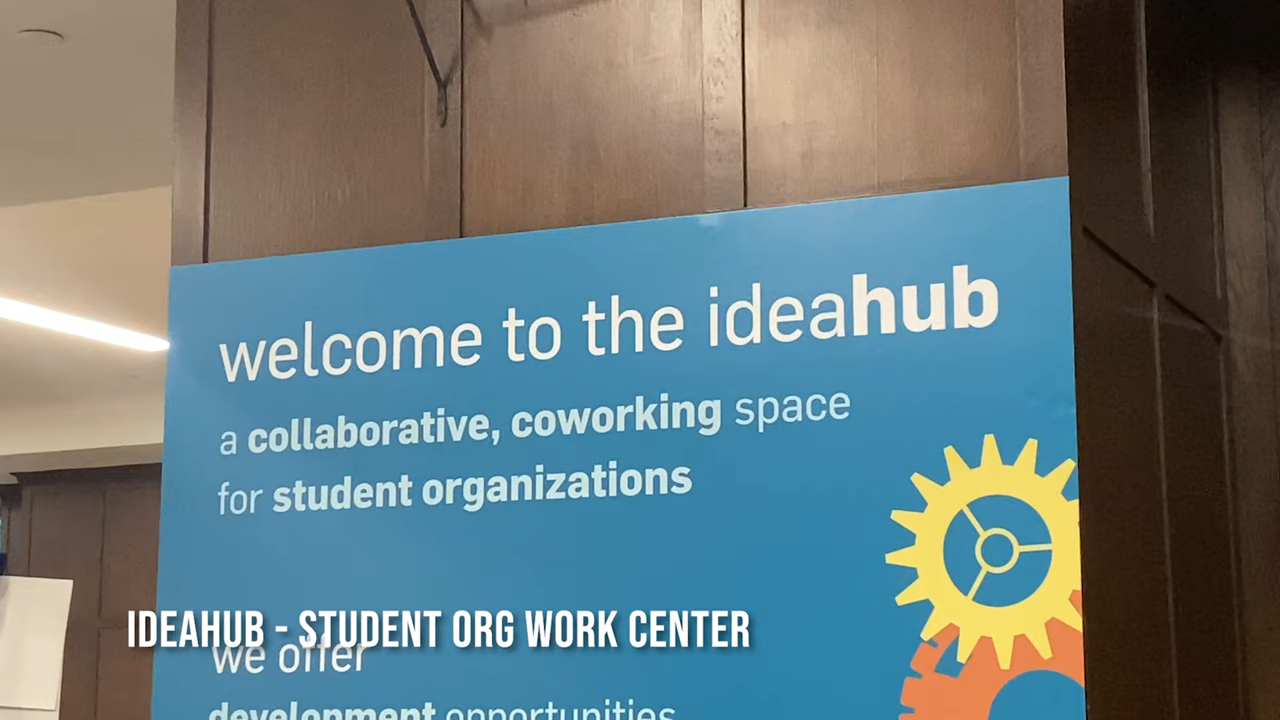 welcome to the ideahub
a collaborative, coworking space
for student organizations
IDEAHUB - STUDENT ORG WORK CENTER
we offer
development opportunities